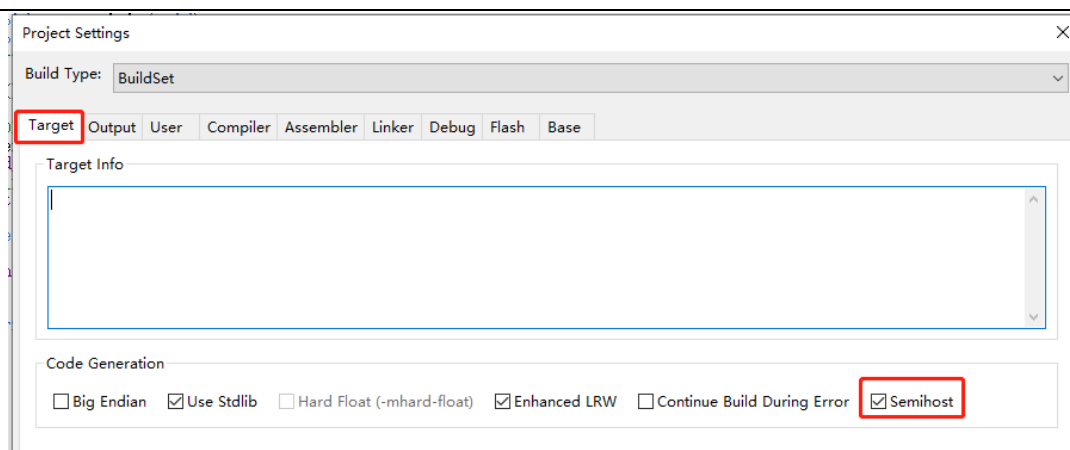 Project Settings
Build Type: BuildSet
Target Output User Compiler Assembler Linker Debug Flash Base
Target Info
Code Generation
Big Endian Use Stdlib Hard Float (-mhard-float) Enhanced LRW Continue Build During Error Semihost